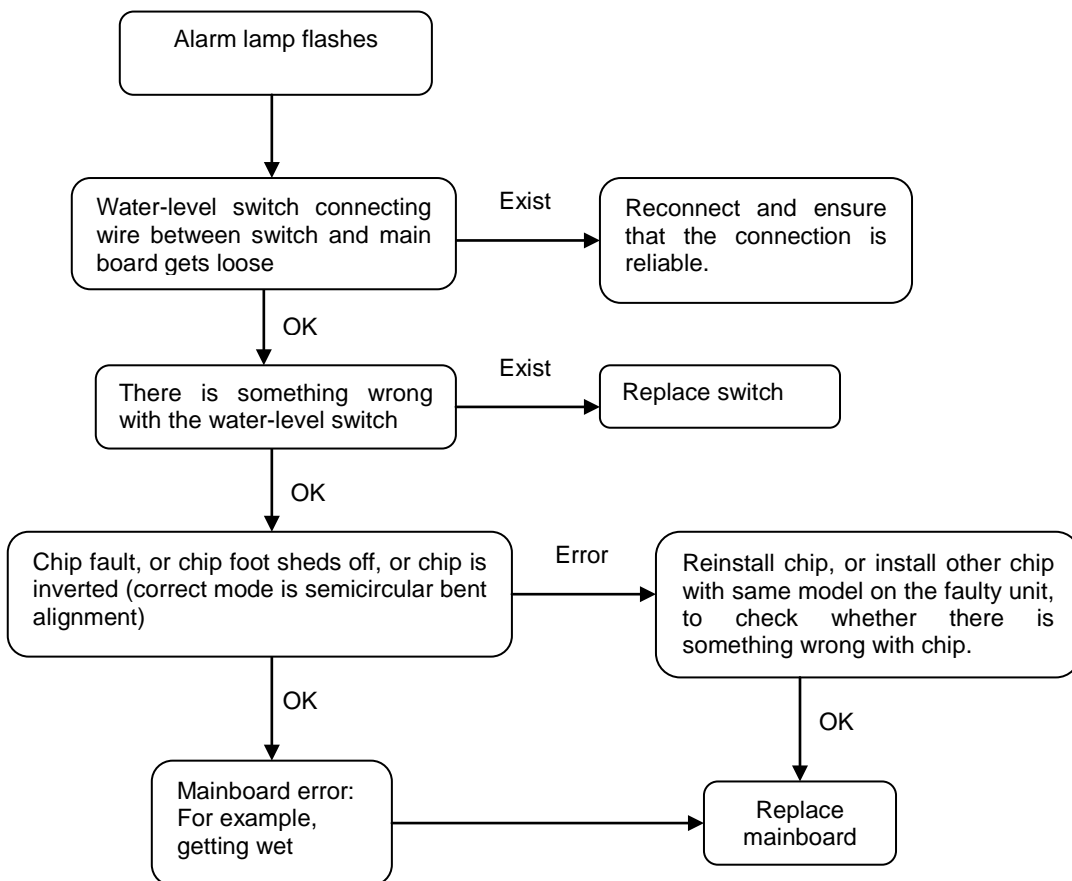 Alarm lamp flashes
Water-level switch connecting
wire between switch and main
board gets loose
Exist
Reconnect and ensure
that the connection is
reliable.
OK
There is something wrong
with the water-level switch
Exist
Replace switch
OK
Chip fault, or chip foot sheds off, or chip is
inverted (correct mode is semicircular bent
alignment)
Error
Reinstall chip, or install other chip
with same model on the faulty unit,
to check whether there is
something wrong with chip.
OK
OK
Mainboard error:
For example,
getting wet
Replace
mainboard